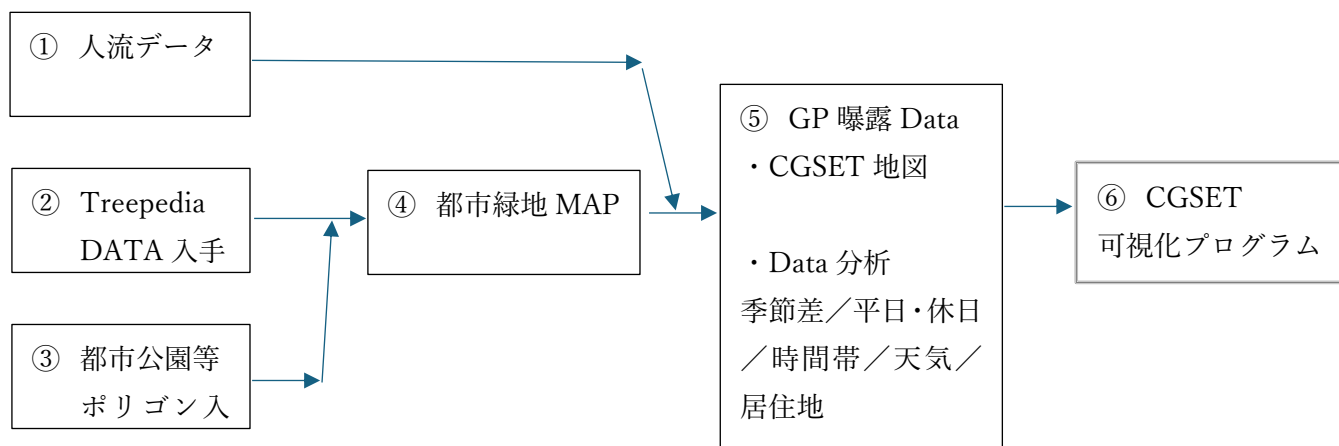 ① 人流データ
② Treepedia
DATA 入手
③ 都市公園等
ポリゴン入
④ 都市緑地 MAP
⑤ GP 曝露 Data
・CGSET 地図
・Data 分析
季節差／平日・休日
／時間帯／天気／
居住地
⑥ CGSET
可視化プログラム